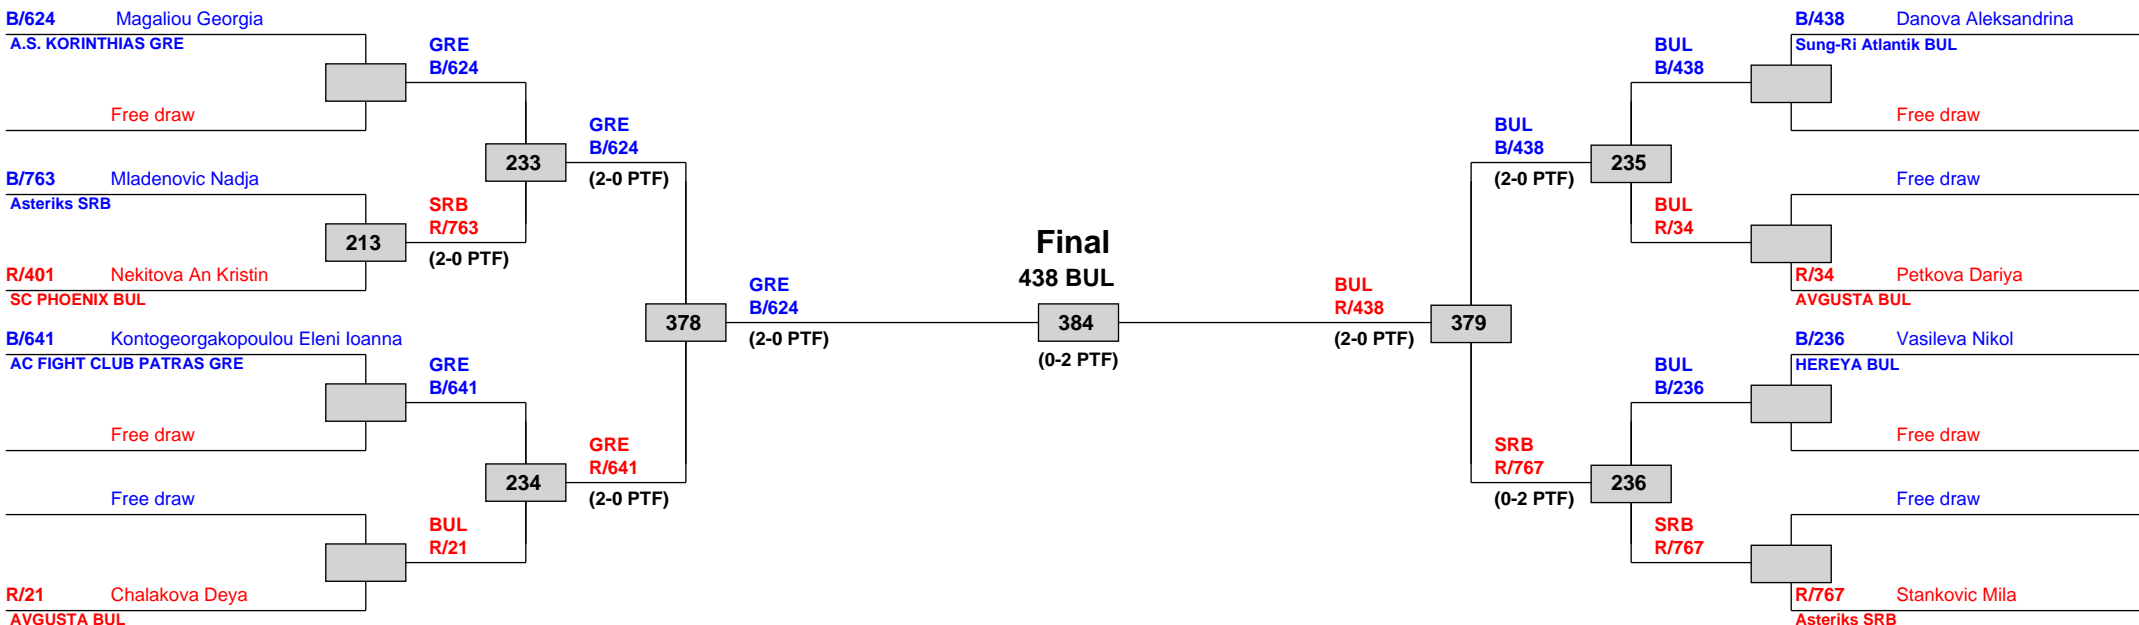 B/624 Magaliou Georgia
A.S. KORINTHIAS GRE
Free draw
B/763 Mladenovic Nadja
Asteriks SRB
R/401 Nekitova An Kristin
SC PHOENIX BUL
B/641 Kontogeorgakopoulou Eleni Ioanna
AC FIGHT CLUB PATRAS GRE
Free draw
Free draw
R/21 Chalakova Deya
AVGUSTA BUL
213
GRE
B/624
SRB
R/763
(2-0 PTF)
GRE
B/641
BUL
R/21
233
234
GRE
B/624
(2-0 PTF)
GRE
R/641
(2-0 PTF)
378
GRE
B/624
(2-0 PTF)
Final
438 BUL
384
(0-2 PTF)
BUL
R/438
(2-0 PTF)
379
BUL
B/438
(2-0 PTF)
SRB
R/767
(0-2 PTF)
235
236
BUL
B/438
BUL
R/34
BUL
B/236
SRB
R/767
B/438 Danova Aleksandrina
Sung-Ri Atlantik BUL
Free draw
Free draw
R/34 Petkova Dariya
AVGUSTA BUL
B/236 Vasileva Nikol
HEREYA BUL
Free draw
Free draw
R/767 Stankovic Mila
Asteriks SRB